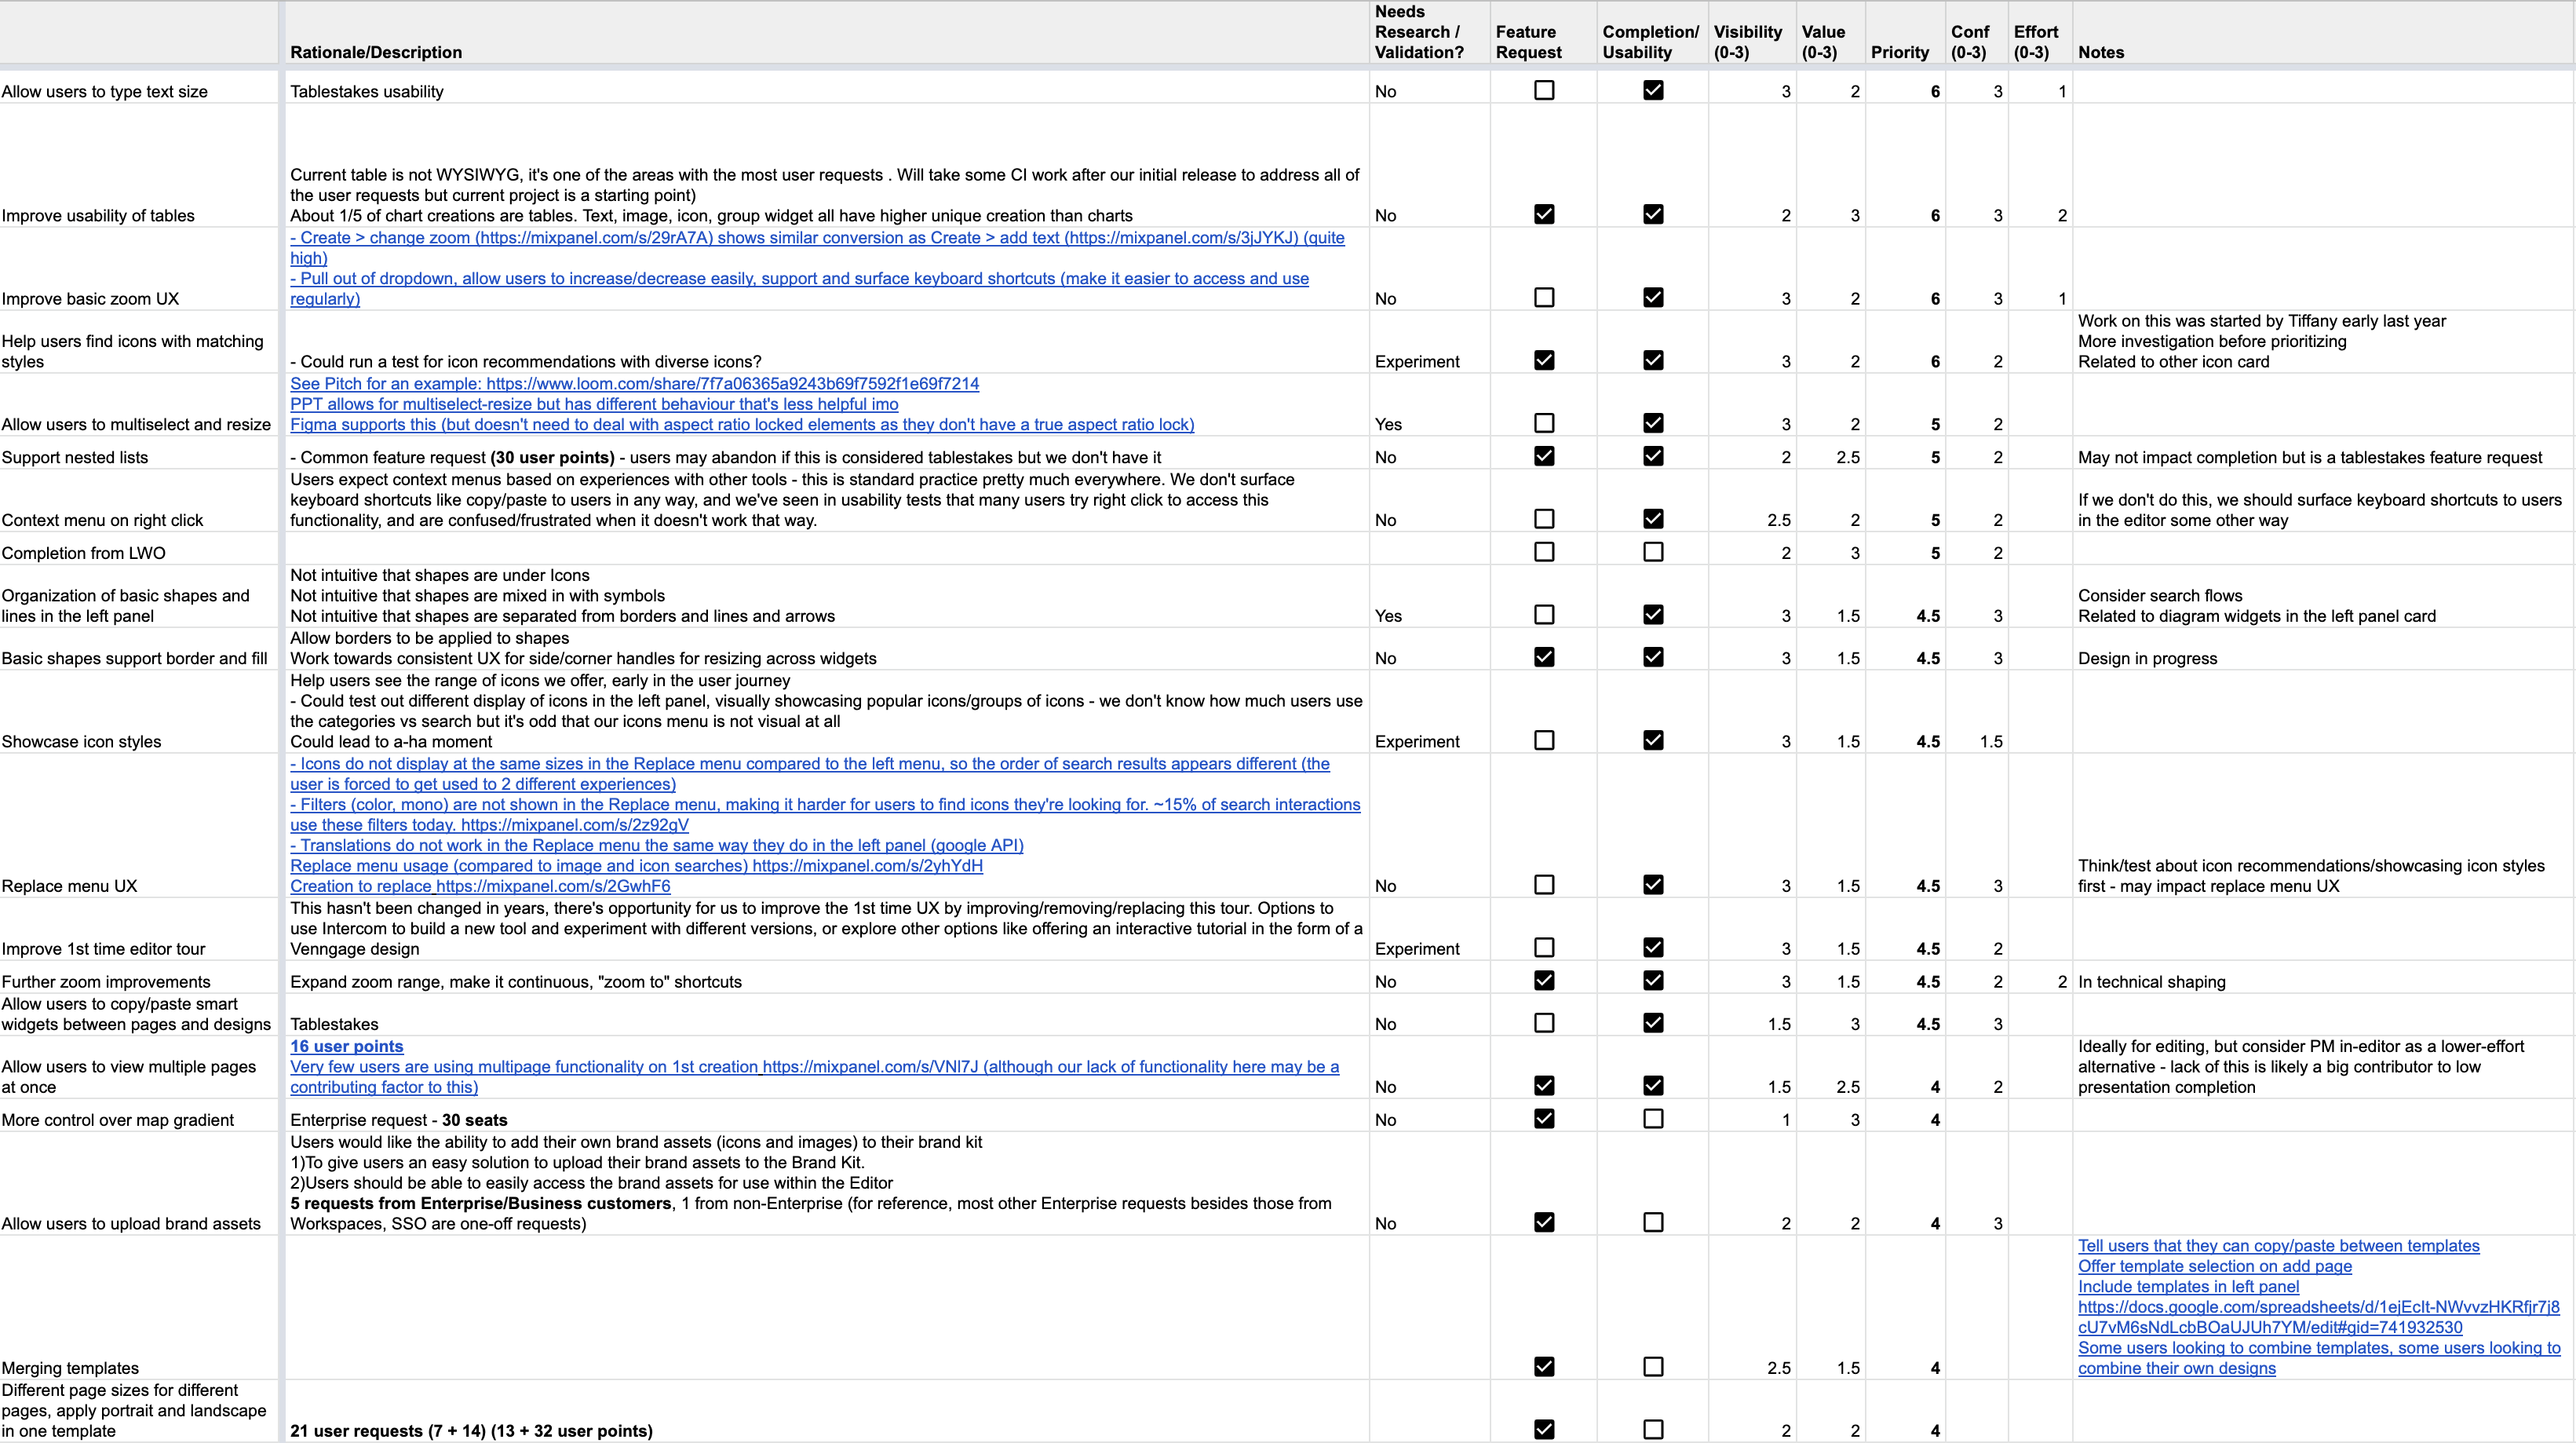 Rationale/Description
Needs
Research /
Validation?
Feature
Request
Completion/
Usability
Visibility
(0-3)
Value
(0-3)
Priority
Conf
(0-3)
Effort
(0-3)
Notes
Allow users to type text size
Tablestakes usability
No
3
2
6
3
1
Improve usability of tables
Current table is not WYSIWYG, it's one of the areas with the most user requests . Will take some CI work after our initial release to address all of
the user requests but current project is a starting point)
About 1/5 of chart creations are tables. Text, image, icon, group widget all have higher unique creation than charts
No
2
3
6
3
2
Improve basic zoom UX
- Create > change zoom (https://mixpanel.com/s/29rA7A) shows similar conversion as Create > add text (https://mixpanel.com/s/3jJYKJ) (quite
high)
- Pull out of dropdown, allow users to increase/decrease easily, support and surface keyboard shortcuts (make it easier to access and use
regularly)
No
3
2
6
3
1
Help users find icons with matching
styles
- Could run a test for icon recommendations with diverse icons?
Experiment
3
2
6
2
Work on this was started by Tiffany early last year
More investigation before prioritizing
Related to other icon card
Allow users to multiselect and resize
See Pitch for an example: https://www.loom.com/share/7f7a06365a9243b69f7592f1e69f7214
PPT allows for multiselect-resize but has different behaviour that's less helpful imo
Figma supports this (but doesn't need to deal with aspect ratio locked elements as they don't have a true aspect ratio lock)
Yes
3
2
5
2
Support nested lists
- Common feature request (30 user points) - users may abandon if this is considered tablestakes but we don't have it
No
2
2.5
5
2
May not impact completion but is a tablestakes feature request
Context menu on right click
Users expect context menus based on experiences with other tools - this is standard practice pretty much everywhere. We don't surface
keyboard shortcuts like copy/paste to users in any way, and we've seen in usability tests that many users try right click to access this
functionality, and are confused/frustrated when it doesn't work that way.
No
2.5
2
5
2
If we don't do this, we should surface keyboard shortcuts to users
in the editor some other way
Completion from LWO
2
3
5
2
Organization of basic shapes and
lines in the left panel
Not intuitive that shapes are under Icons
Not intuitive that shapes are mixed in with symbols
Not intuitive that shapes are separated from borders and lines and arrows
Yes
3
1.5
4.5
3
Consider search flows
Related to diagram widgets in the left panel card
Basic shapes support border and fill
Allow borders to be applied to shapes
Work towards consistent UX for side/corner handles for resizing across widgets
No
3
1.5
4.5
3
Design in progress
Showcase icon styles
Help users see the range of icons we offer, early in the user journey
- Could test out different display of icons in the left panel, visually showcasing popular icons/groups of icons - we don't know how much users use
the categories vs search but it's odd that our icons menu is not visual at all
Could lead to a-ha moment
Experiment
3
1.5
4.5
1.5
Replace menu UX
- Icons do not display at the same sizes in the Replace menu compared to the left menu, so the order of search results appears different (the
user is forced to get used to 2 different experiences)
- Filters (color, mono) are not shown in the Replace menu, making it harder for users to find icons they're looking for. ~15% of search interactions
use these filters today. https://mixpanel.com/s/2z92gV
- Translations do not work in the Replace menu the same way they do in the left panel (google API)
Replace menu usage (compared to image and icon searches) https://mixpanel.com/s/2yhYdH
Creation to replace https://mixpanel.com/s/2GwhF6
No
3
1.5
4.5
3
Think/test about icon recommendations/showcasing icon styles
first - may impact replace menu UX
Improve 1st time editor tour
This hasn't been changed in years, there's opportunity for us to improve the 1st time UX by improving/removing/replacing this tour. Options to
use Intercom to build a new tool and experiment with different versions, or explore other options like offering an interactive tutorial in the form of a
Venngage design
Experiment
3
1.5
4.5
2
Further zoom improvements
Expand zoom range, make it continuous, "zoom to" shortcuts
No
3
1.5
4.5
2
2
In technical shaping
Allow users to copy/paste smart
widgets between pages and designs
Tablestakes
No
1.5
3
4.5
3
Allow users to view multiple pages
at once
16 user points
Very few users are using multipage functionality on 1st creation https://mixpanel.com/s/VNl7J (although our lack of functionality here may be a
contributing factor to this)
No
1.5
2.5
4
2
Ideally for editing, but consider PM in-editor as a lower-effort
alternative - lack of this is likely a big contributor to low
presentation completion
More control over map gradient
Enterprise request - 30 seats
No
1
3
4
Allow users to upload brand assets
Users would like the ability to add their own brand assets (icons and images) to their brand kit
1)To give users an easy solution to upload their brand assets to the Brand Kit.
2)Users should be able to easily access the brand assets for use within the Editor
5 requests from Enterprise/Business customers, 1 from non-Enterprise (for reference, most other Enterprise requests besides those from
Workspaces, SSO are one-off requests)
No
2
2
4
3
Merging templates
2.5
1.5
4
Tell users that they can copy/paste between templates
Offer template selection on add page
Include templates in left panel
https://docs.google.com/spreadsheets/d/1ejEcIt-NWvvzHKRfjr7j8
cU7vM6sNdLcbBOaUJUh7YM/edit#gid=741932530
Some users looking to combine templates, some users looking to
combine their own designs
Different page sizes for different
pages, apply portrait and landscape
in one template
21 user requests (7 + 14) (13 + 32 user points)
2
2
4